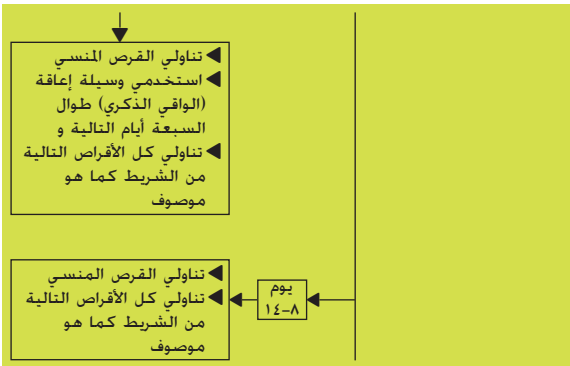 ◀ تناولي القرص المنسي
◀ استخدمي وسيلة إعاقة
(الواقي الذكري) طوال
السبعة أيام التالية و
◀ تناولي كل الأقراص التالية
من الشريط كما هو
موصوف
يوم
٨-١٤
◀ تناولي القرص المنسي
◀ تناولي كل الأقراص التالية
من الشريط كما هو
موصوف